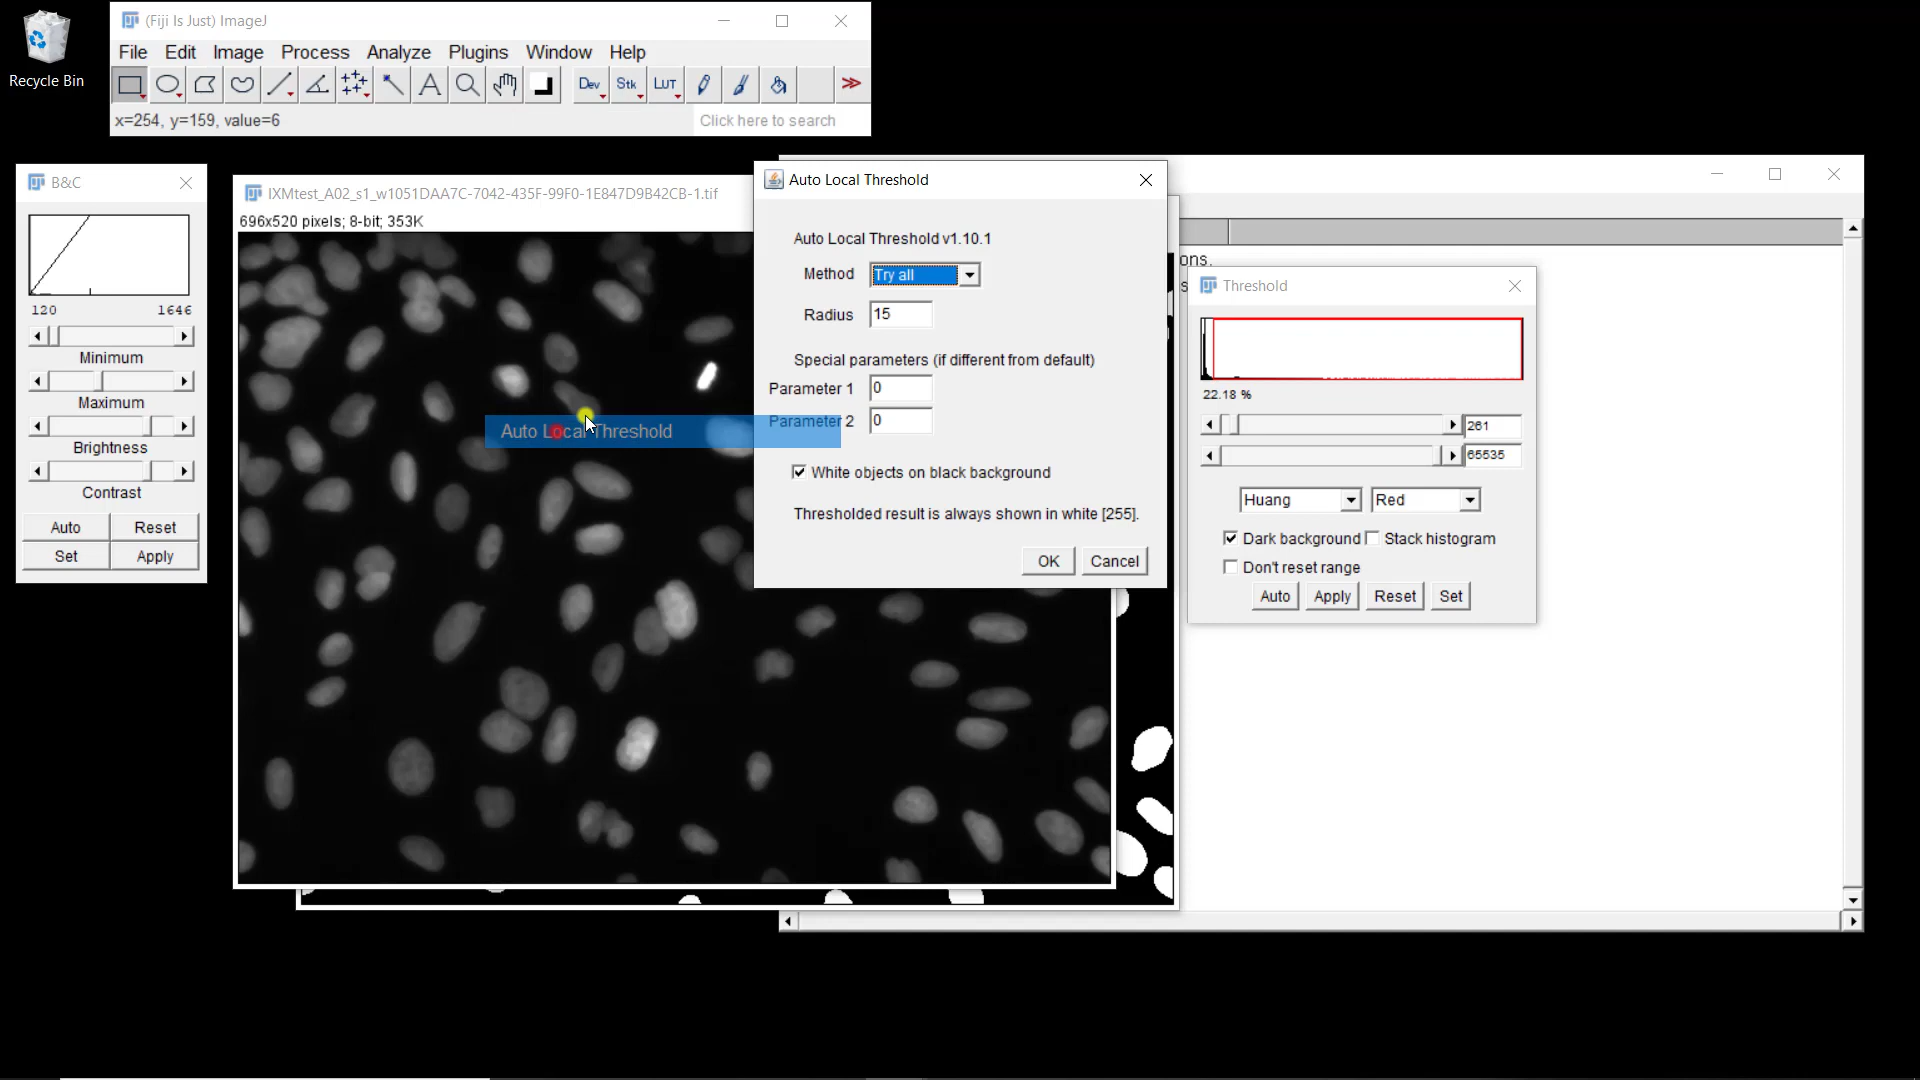 Recycle Bin
(Fiji Is Just) ImageJ
File Edit Image Process Analyze Plugins Window Help
Dev Stk LUT
x=254, y=159, value=6
Click here to search
B&C
120 1646
Minimum
Maximum
Brightness
Contrast
Auto Reset
Set Apply
IXMtest_A02_s1_w1051DAA7C-7042-435F-99F0-1E847D9B42CB-1.tif
696x520 pixels; 8-bit; 353K
Auto Local Threshold
Auto Local Threshold
Auto Local Threshold v1.10.1
Method Try all
Radius 15
Special parameters (if different from default)
Parameter 1 0
Parameter 2 0
White objects on black background
Thresholded result is always shown in white [255].
OK Cancel
ons.
s
Threshold
22.18 %
261
65535
Huang Red
Dark background Stack histogram
Don't reset range
Auto Apply Reset Set